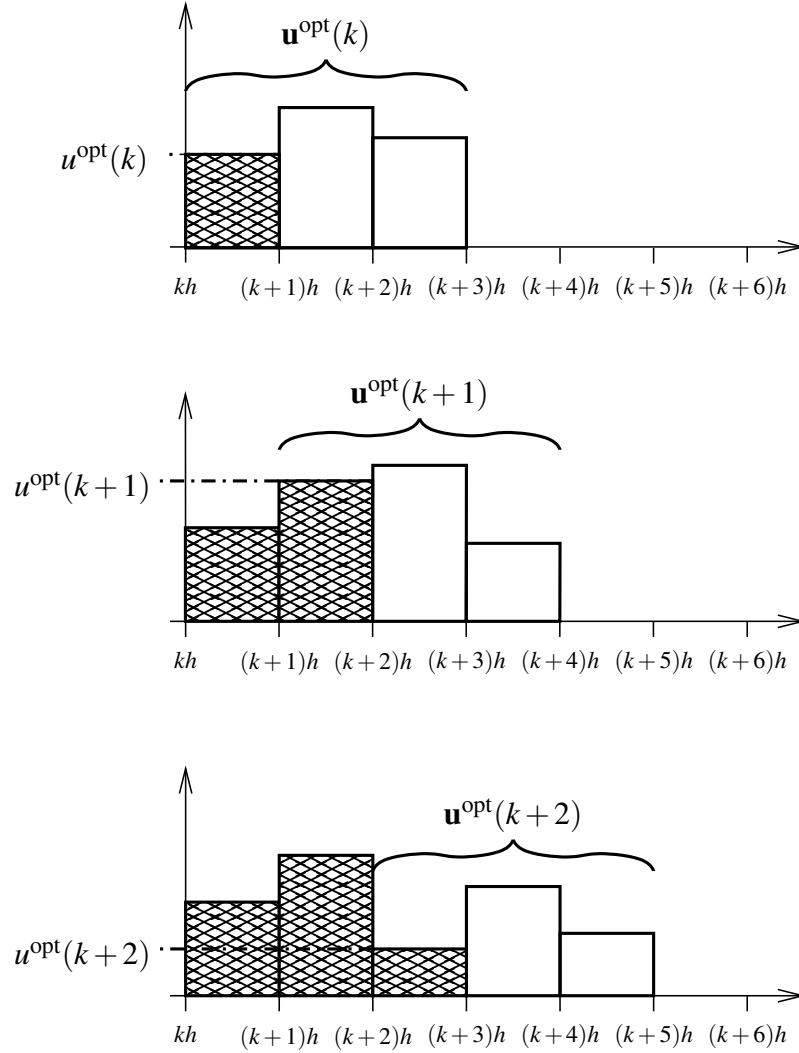 𝐮^opt(k)
u^opt(k)
kh (k+1)h (k+2)h (k+3)h (k+4)h (k+5)h (k+6)h
𝐮^opt(k+1)
u^opt(k+1)
kh (k+1)h (k+2)h (k+3)h (k+4)h (k+5)h (k+6)h
𝐮^opt(k+2)
u^opt(k+2)
kh (k+1)h (k+2)h (k+3)h (k+4)h (k+5)h (k+6)h